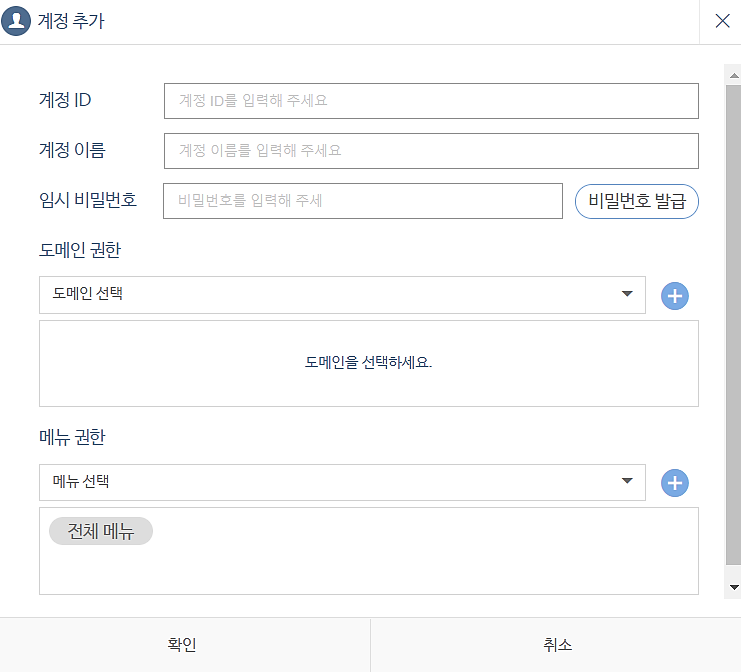 계정 추가
계정 ID
계정 ID를 입력해 주세요
계정 이름
계정 이름를 입력해 주세요
임시 비밀번호
비밀번호를 입력해 주세
비밀번호 발급
도메인 권한
도메인 선택
도메인을 선택하세요.
메뉴 권한
메뉴 선택
전체 메뉴
확인
취소